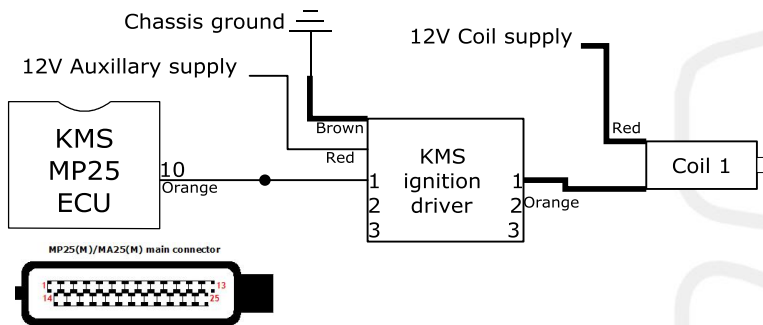 Chassis ground
12V Coil supply
12V Auxillary supply
KMS
MP25
ECU
10
Orange
Brown
Red
KMS
ignition
driver
1
2
3
1
2
3
Orange
Red
Coil 1
MP25(M)/MA25(M) main connector
1
13
14
25